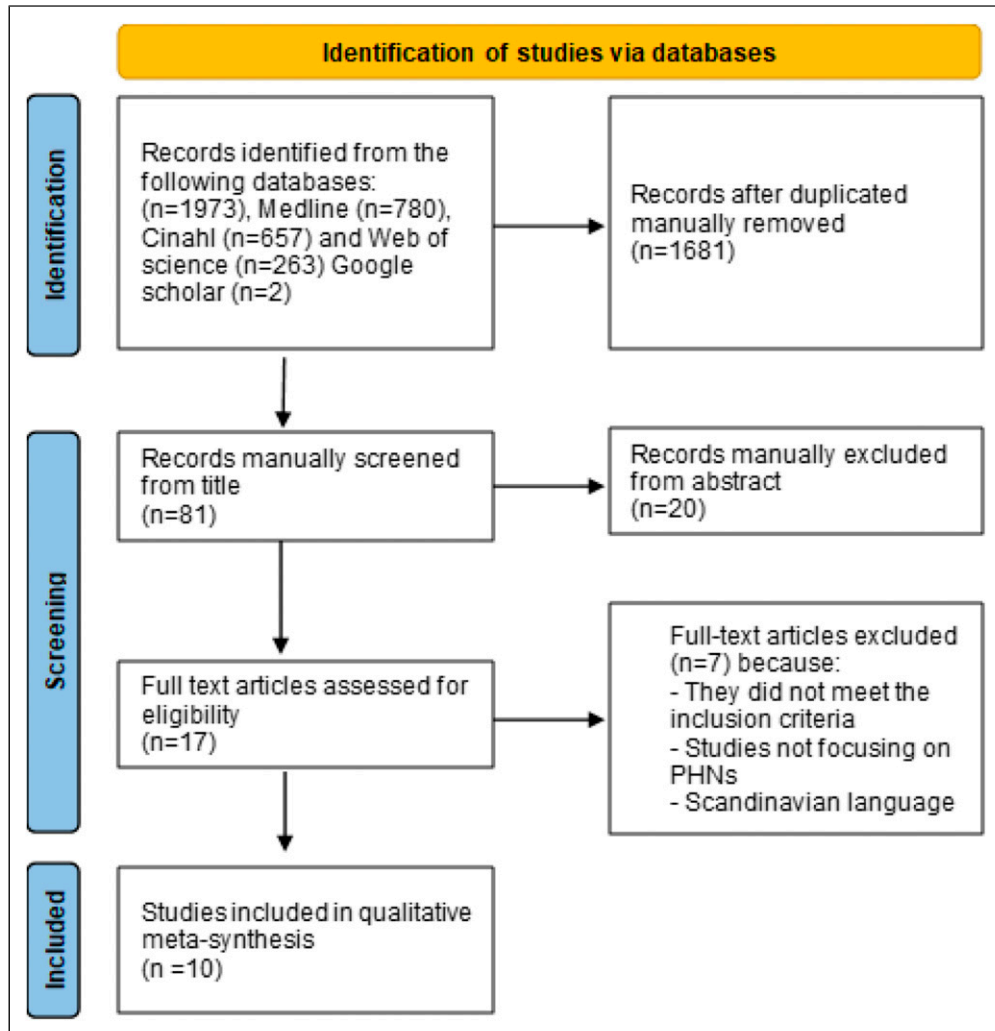 Identification of studies via databases
Identification
Records identified from the
following databases:
(n=1973), Medline (n=780),
Cinahl (n=657) and Web of
science (n=263) Google
scholar (n=2)
Records after duplicated
manually removed
(n=1681)
Screening
Records manually screened
from title
(n=81)
Records manually excluded
from abstract
(n=20)
Full text articles assessed for
eligibility
(n=17)
Full-text articles excluded
(n=7) because:
- They did not meet the
inclusion criteria
- Studies not focusing on
PHNs
- Scandinavian language
Included
Studies included in qualitative
meta-synthesis
(n =10)